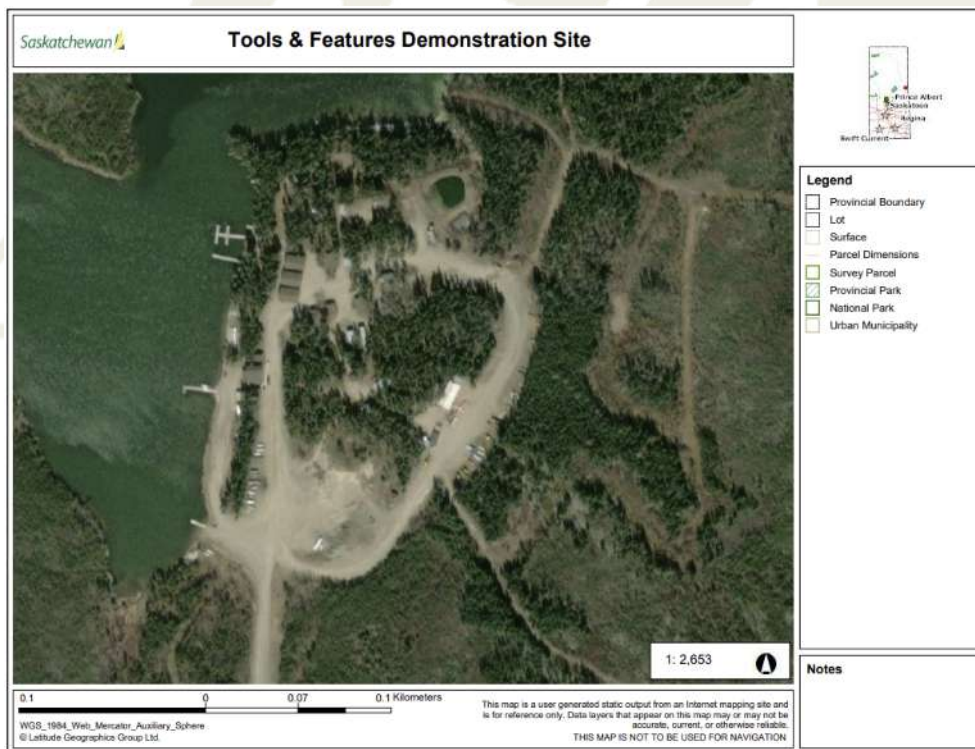 Saskatchewan
Tools & Features Demonstration Site
Prince Albert
Saskatoon
Regina
Swift Current
Legend
Provincial Boundary
Lot
Surface
Parcel Dimensions
Survey Parcel
Provincial Park
National Park
Urban Municipality
1: 2,653
Notes
0.1 0 0.07 0.1 Kilometers
WGS_1984_Web_Mercator_Auxiliary_Sphere
© Latitude Geographics Group Ltd.
This map is a user generated static output from an Internet mapping site and
is for reference only. Data layers that appear on this map may or may not be
accurate, current, or otherwise reliable.
THIS MAP IS NOT TO BE USED FOR NAVIGATION